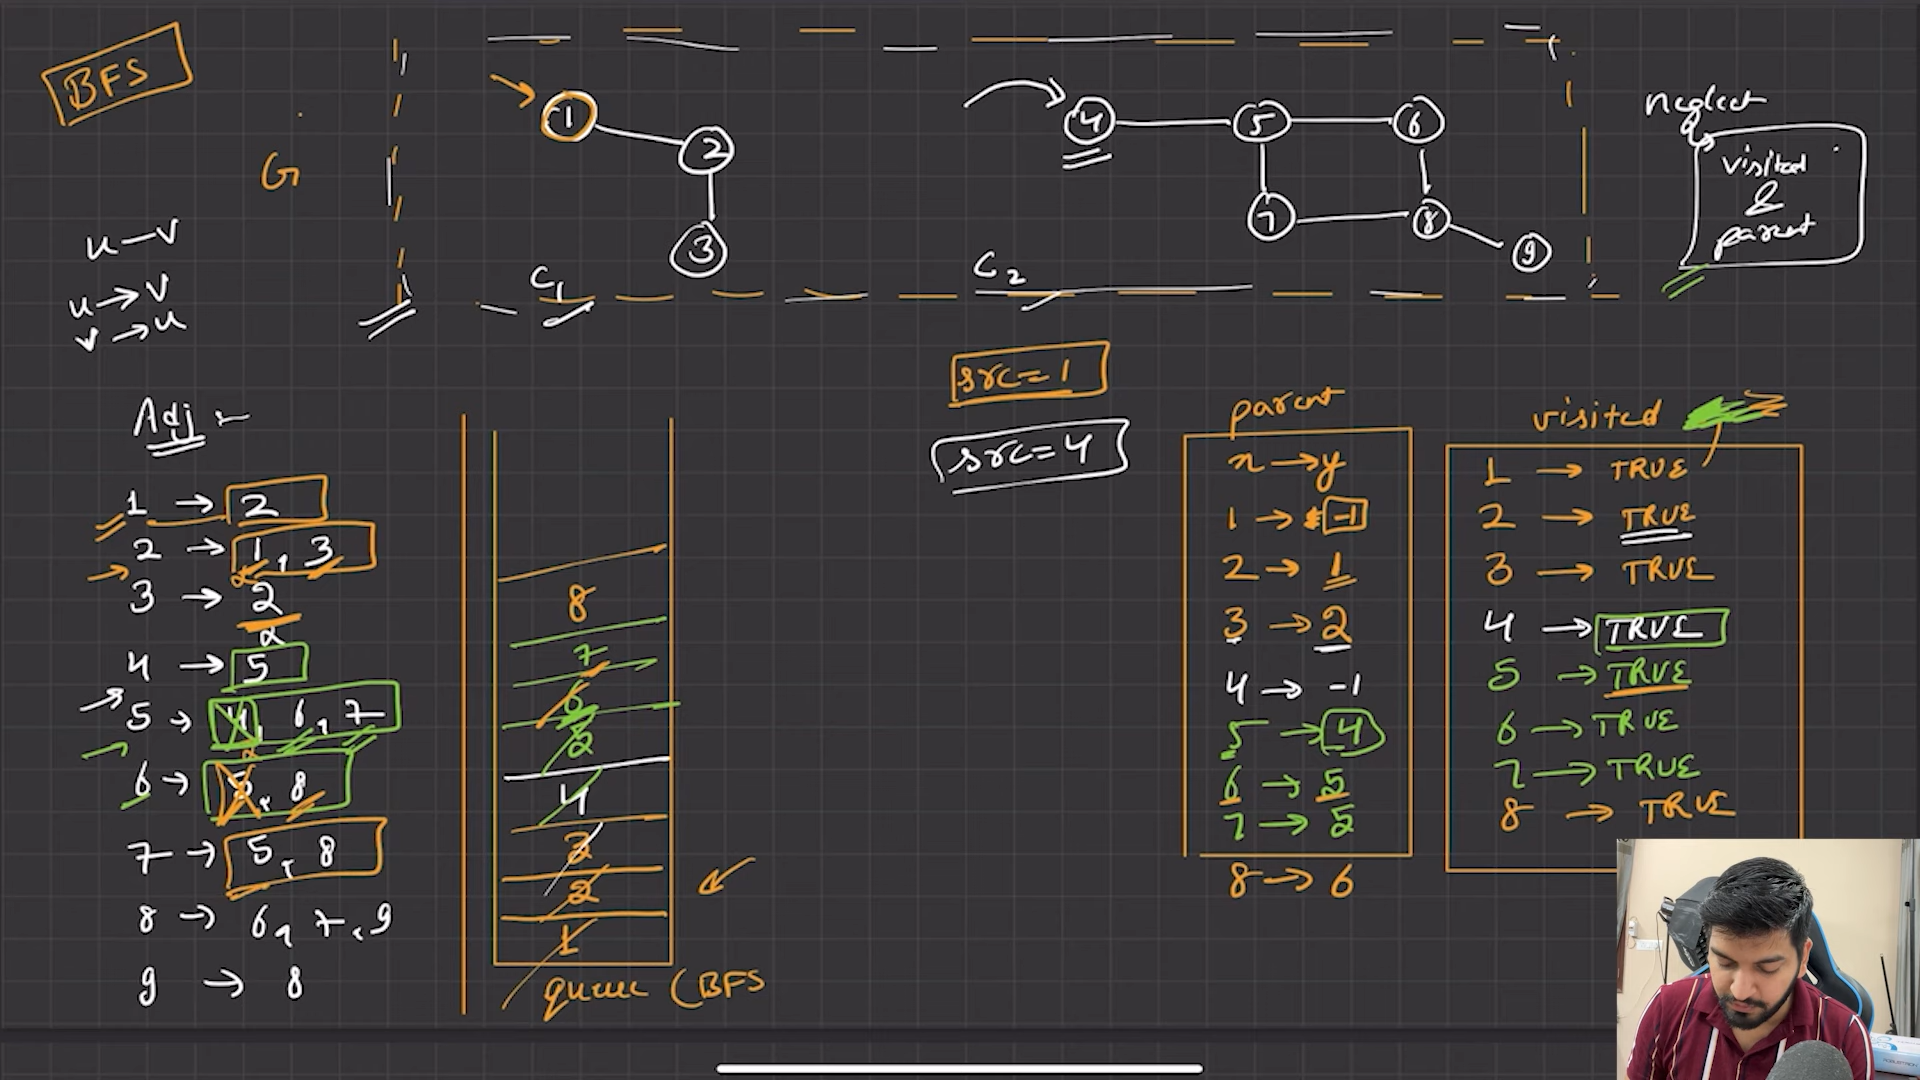 BFS
G
u — v
u → v
v → u
1
2
3
C1
4
5
6
7
8
9
C2
neglect
visited
&
parent
src=1
src=4
Adj :-
1 → 2
2 → 1, 3
3 → 2
4 → 5
5 → 4, 6, 7
6 → 5, 8
7 → 5, 8
8 → 6, 7, 9
9 → 8
8
7
6
5
4
3
2
1
queue (BFS
parent
x → y
1 → -1
2 → 1
3 → 2
4 → -1
5 → 4
6 → 5
7 → 5
8 → 6
visited
1 → TRUE
2 → TRUE
3 → TRUE
4 → TRUE
5 → TRUE
6 → TRUE
7 → TRUE
8 → TRUE